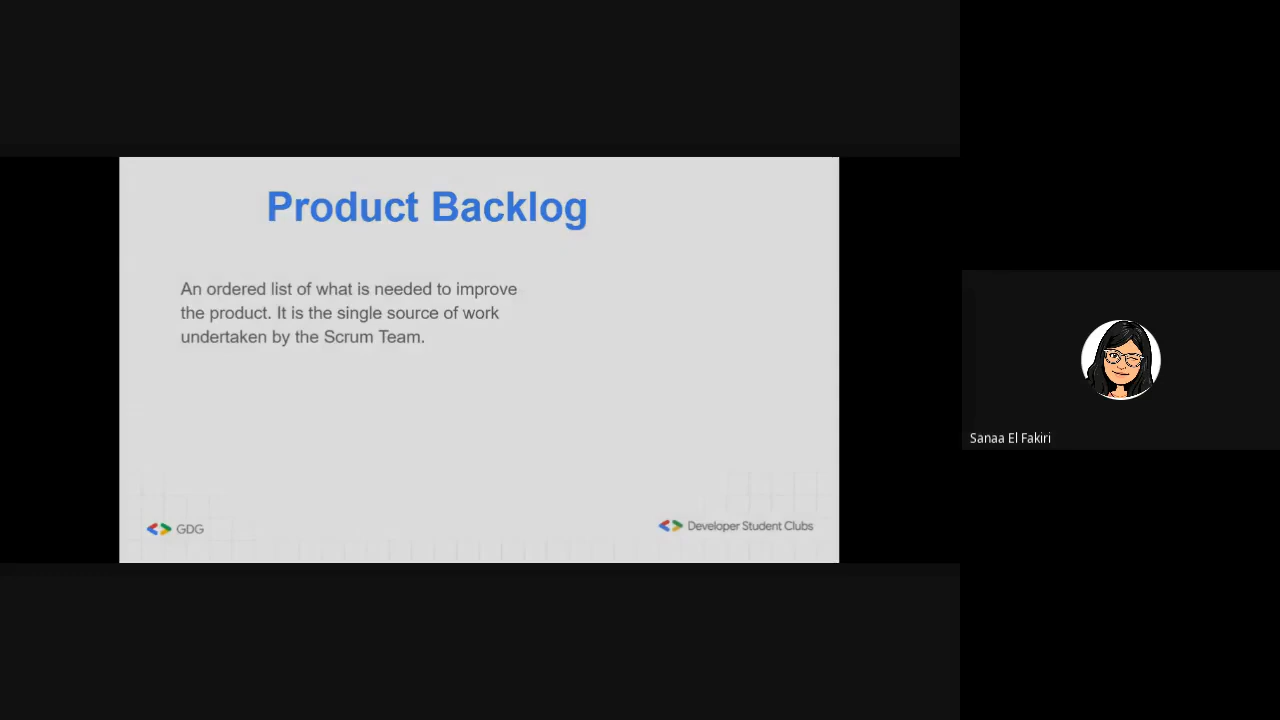 Product Backlog
An ordered list of what is needed to improve
the product. It is the single source of work
undertaken by the Scrum Team.
GDG
Developer Student Clubs
Sanaa El Fakiri